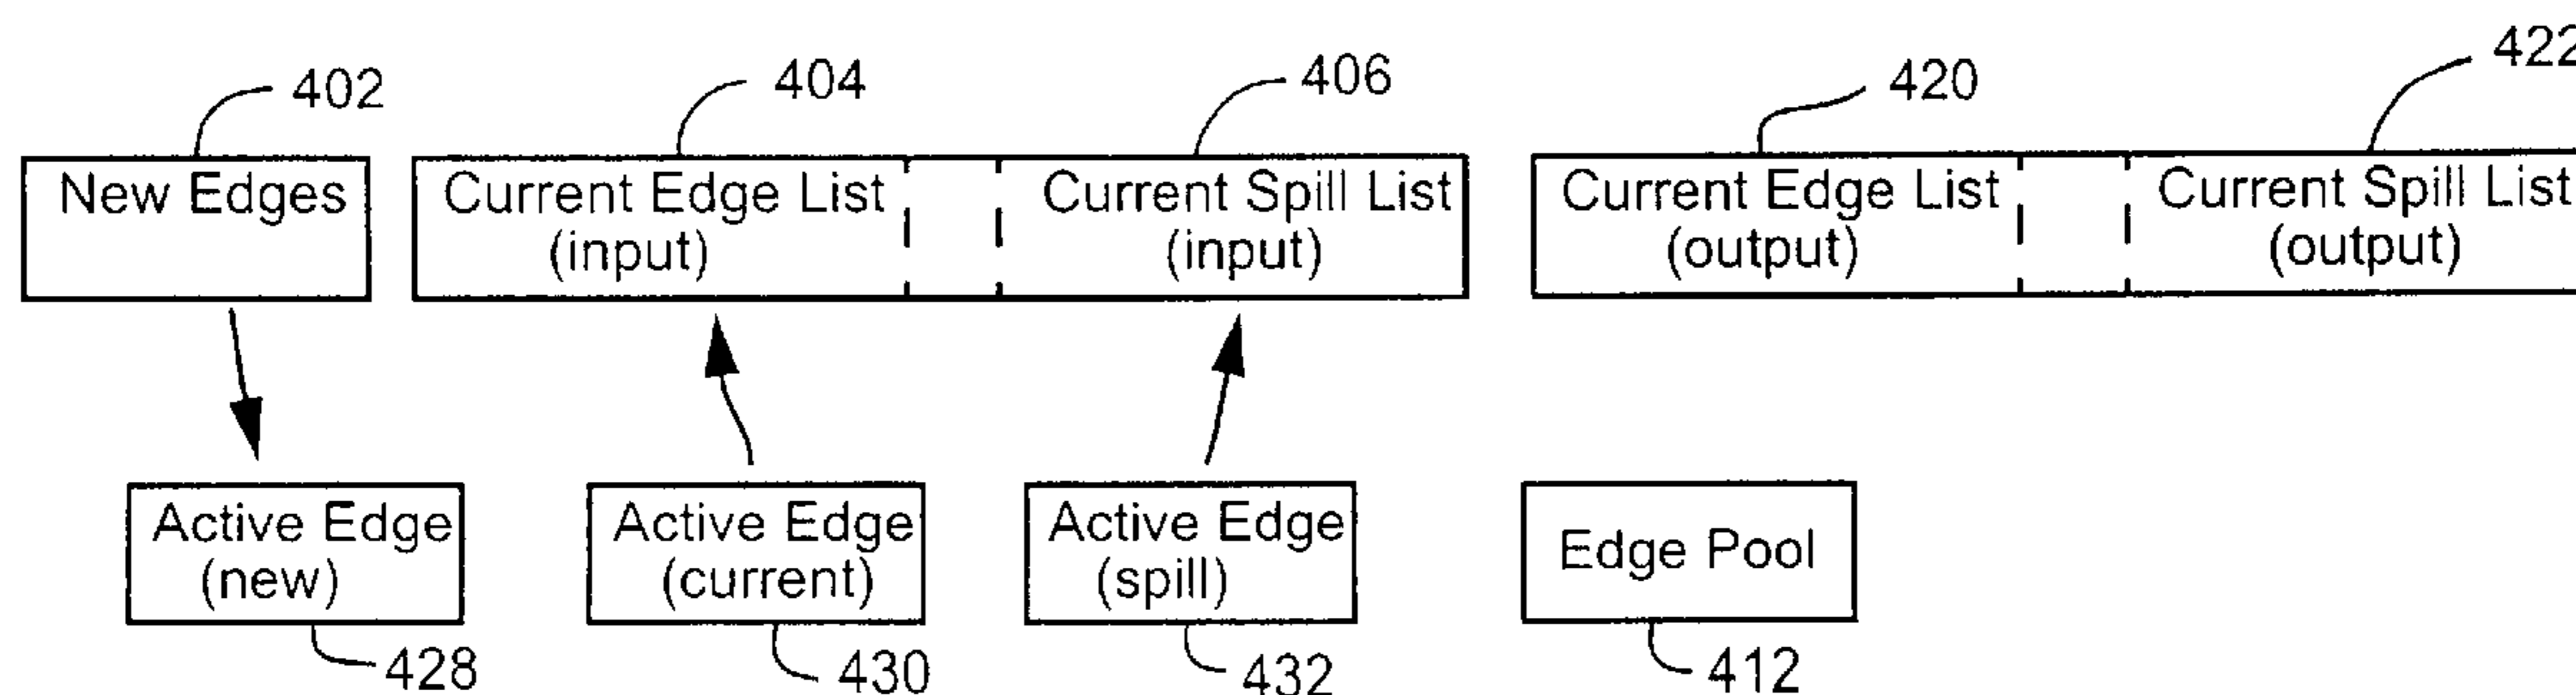 402
404
406
420
422
New Edges
Current Edge List
(input)
Current Spill List
(input)
Current Edge List
(output)
Current Spill List
(output)
Active Edge
(new)
Active Edge
(current)
Active Edge
(spill)
Edge Pool
428
430
432
412